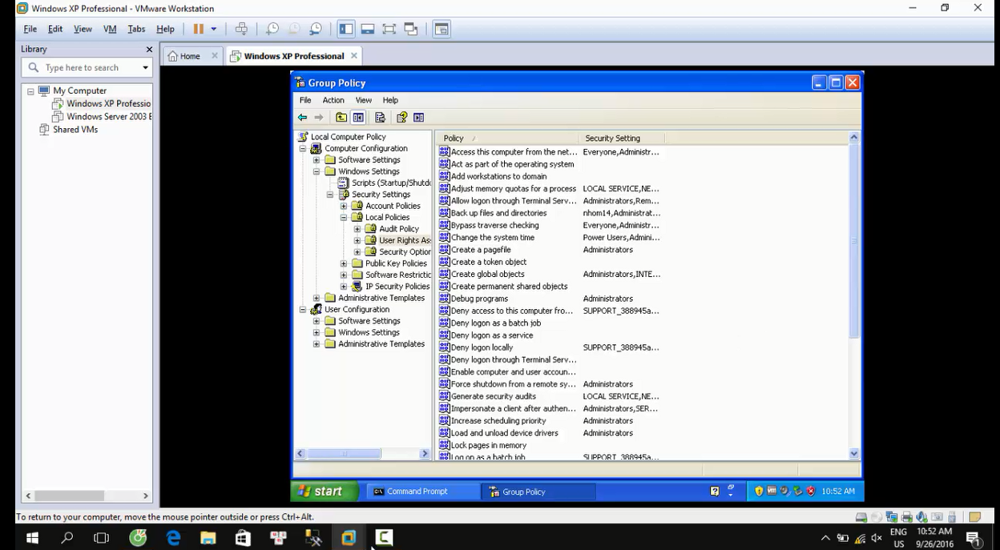 Windows XP Professional - VMware Workstation
File Edit View VM Tabs Help
Library
Type here to search
My Computer
Windows XP Professio
Windows Server 2003 E
Shared VMs
Home
Windows XP Professional
Group Policy
File Action View Help
Local Computer Policy
Computer Configuration
Software Settings
Windows Settings
Scripts (Startup/Shutdo
Security Settings
Account Policies
Local Policies
Audit Policy
User Rights As
Security Option
Public Key Policies
Software Restrictio
IP Security Policies
Administrative Templates
User Configuration
Software Settings
Windows Settings
Administrative Templates
Policy Security Setting
Access this computer from the net... Everyone,Administr...
Act as part of the operating system
Add workstations to domain
Adjust memory quotas for a process LOCAL SERVICE,NE...
Allow logon through Terminal Serv... Administrators,Rem...
Back up files and directories nhom14,Administrat...
Bypass traverse checking Everyone,Administr...
Change the system time Power Users,Admini...
Create a pagefile Administrators
Create a token object
Create global objects Administrators,INTE...
Create permanent shared objects
Debug programs Administrators
Deny access to this computer fro... SUPPORT_388945a...
Deny logon as a batch job
Deny logon as a service
Deny logon locally SUPPORT_388945a...
Deny logon through Terminal Serv...
Enable computer and user accoun...
Force shutdown from a remote sy... Administrators
Generate security audits LOCAL SERVICE,NE...
Impersonate a client after authen... Administrators,SER...
Increase scheduling priority Administrators
Load and unload device drivers Administrators
Lock pages in memory
Log on as a batch job SUPPORT_388945a...
start
Command Prompt
Group Policy
10:52 AM
To return to your computer, move the mouse pointer outside or press Ctrl+Alt.
ENG
US
10:52 AM
9/26/2016
1